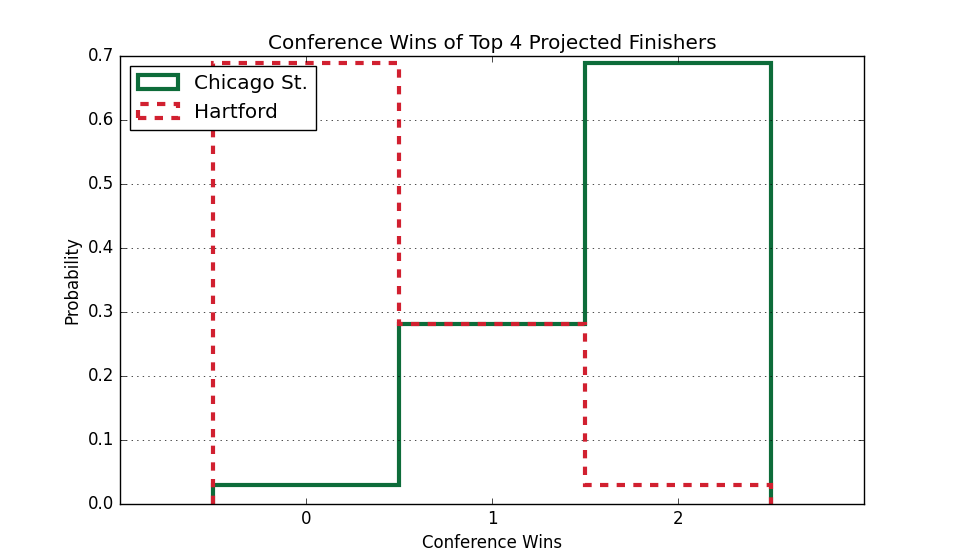 Conference Wins of Top 4 Projected Finishers
0.7
0.6
0.5
0.4
0.3
0.2
0.1
0.0
Probability
Chicago St.
Hartford
0 1 2
Conference Wins